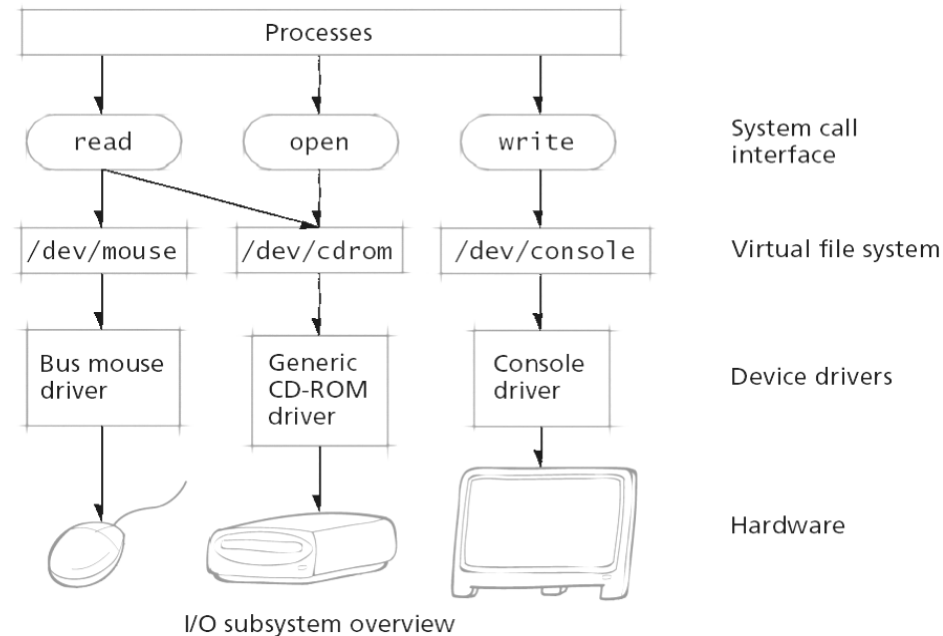 Processes
read
open
write
System call
interface
/dev/mouse
/dev/cdrom
/dev/console
Virtual file system
Bus mouse
driver
Generic
CD-ROM
driver
Console
driver
Device drivers
Hardware
I/O subsystem overview